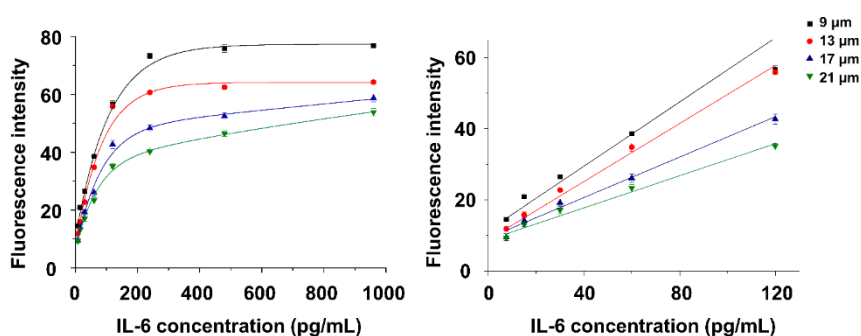 Fluorescence intensity
80
60
40
20
0
0
200
400
600
800
1000
IL-6 concentration (pg/mL)
Fluorescence intensity
60
40
20
0
0
40
80
120
IL-6 concentration (pg/mL)
9 µm
13 µm
17 µm
21 µm